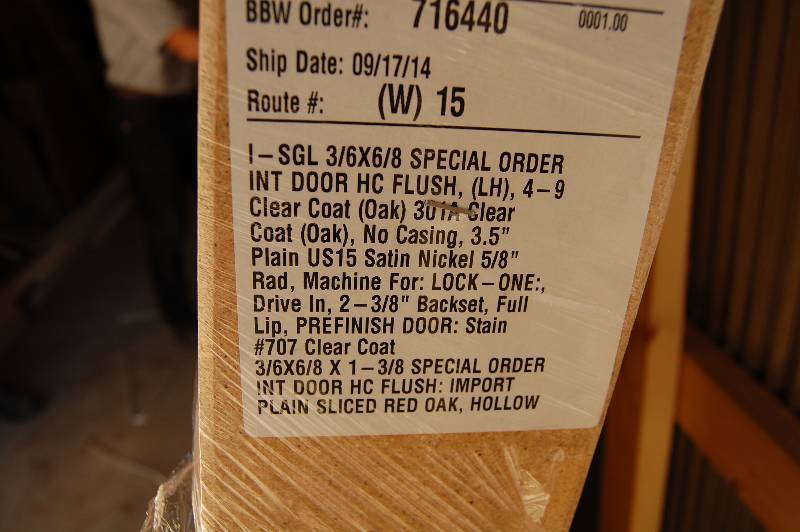 BBW Order#: 716440 0001.00
Ship Date: 09/17/14
Route #: (W) 15
I-SGL 3/6X6/8 SPECIAL ORDER
INT DOOR HC FLUSH, (LH), 4-9
Clear Coat (Oak) 301A Clear
Coat (Oak), No Casing, 3.5"
Plain US15 Satin Nickel 5/8"
Rad, Machine For: LOCK-ONE:,
Drive In, 2-3/8" Backset, Full
Lip, PREFINISH DOOR: Stain
#707 Clear Coat
3/6X6/8 X 1-3/8 SPECIAL ORDER
INT DOOR HC FLUSH: IMPORT
PLAIN SLICED RED OAK, HOLLOW